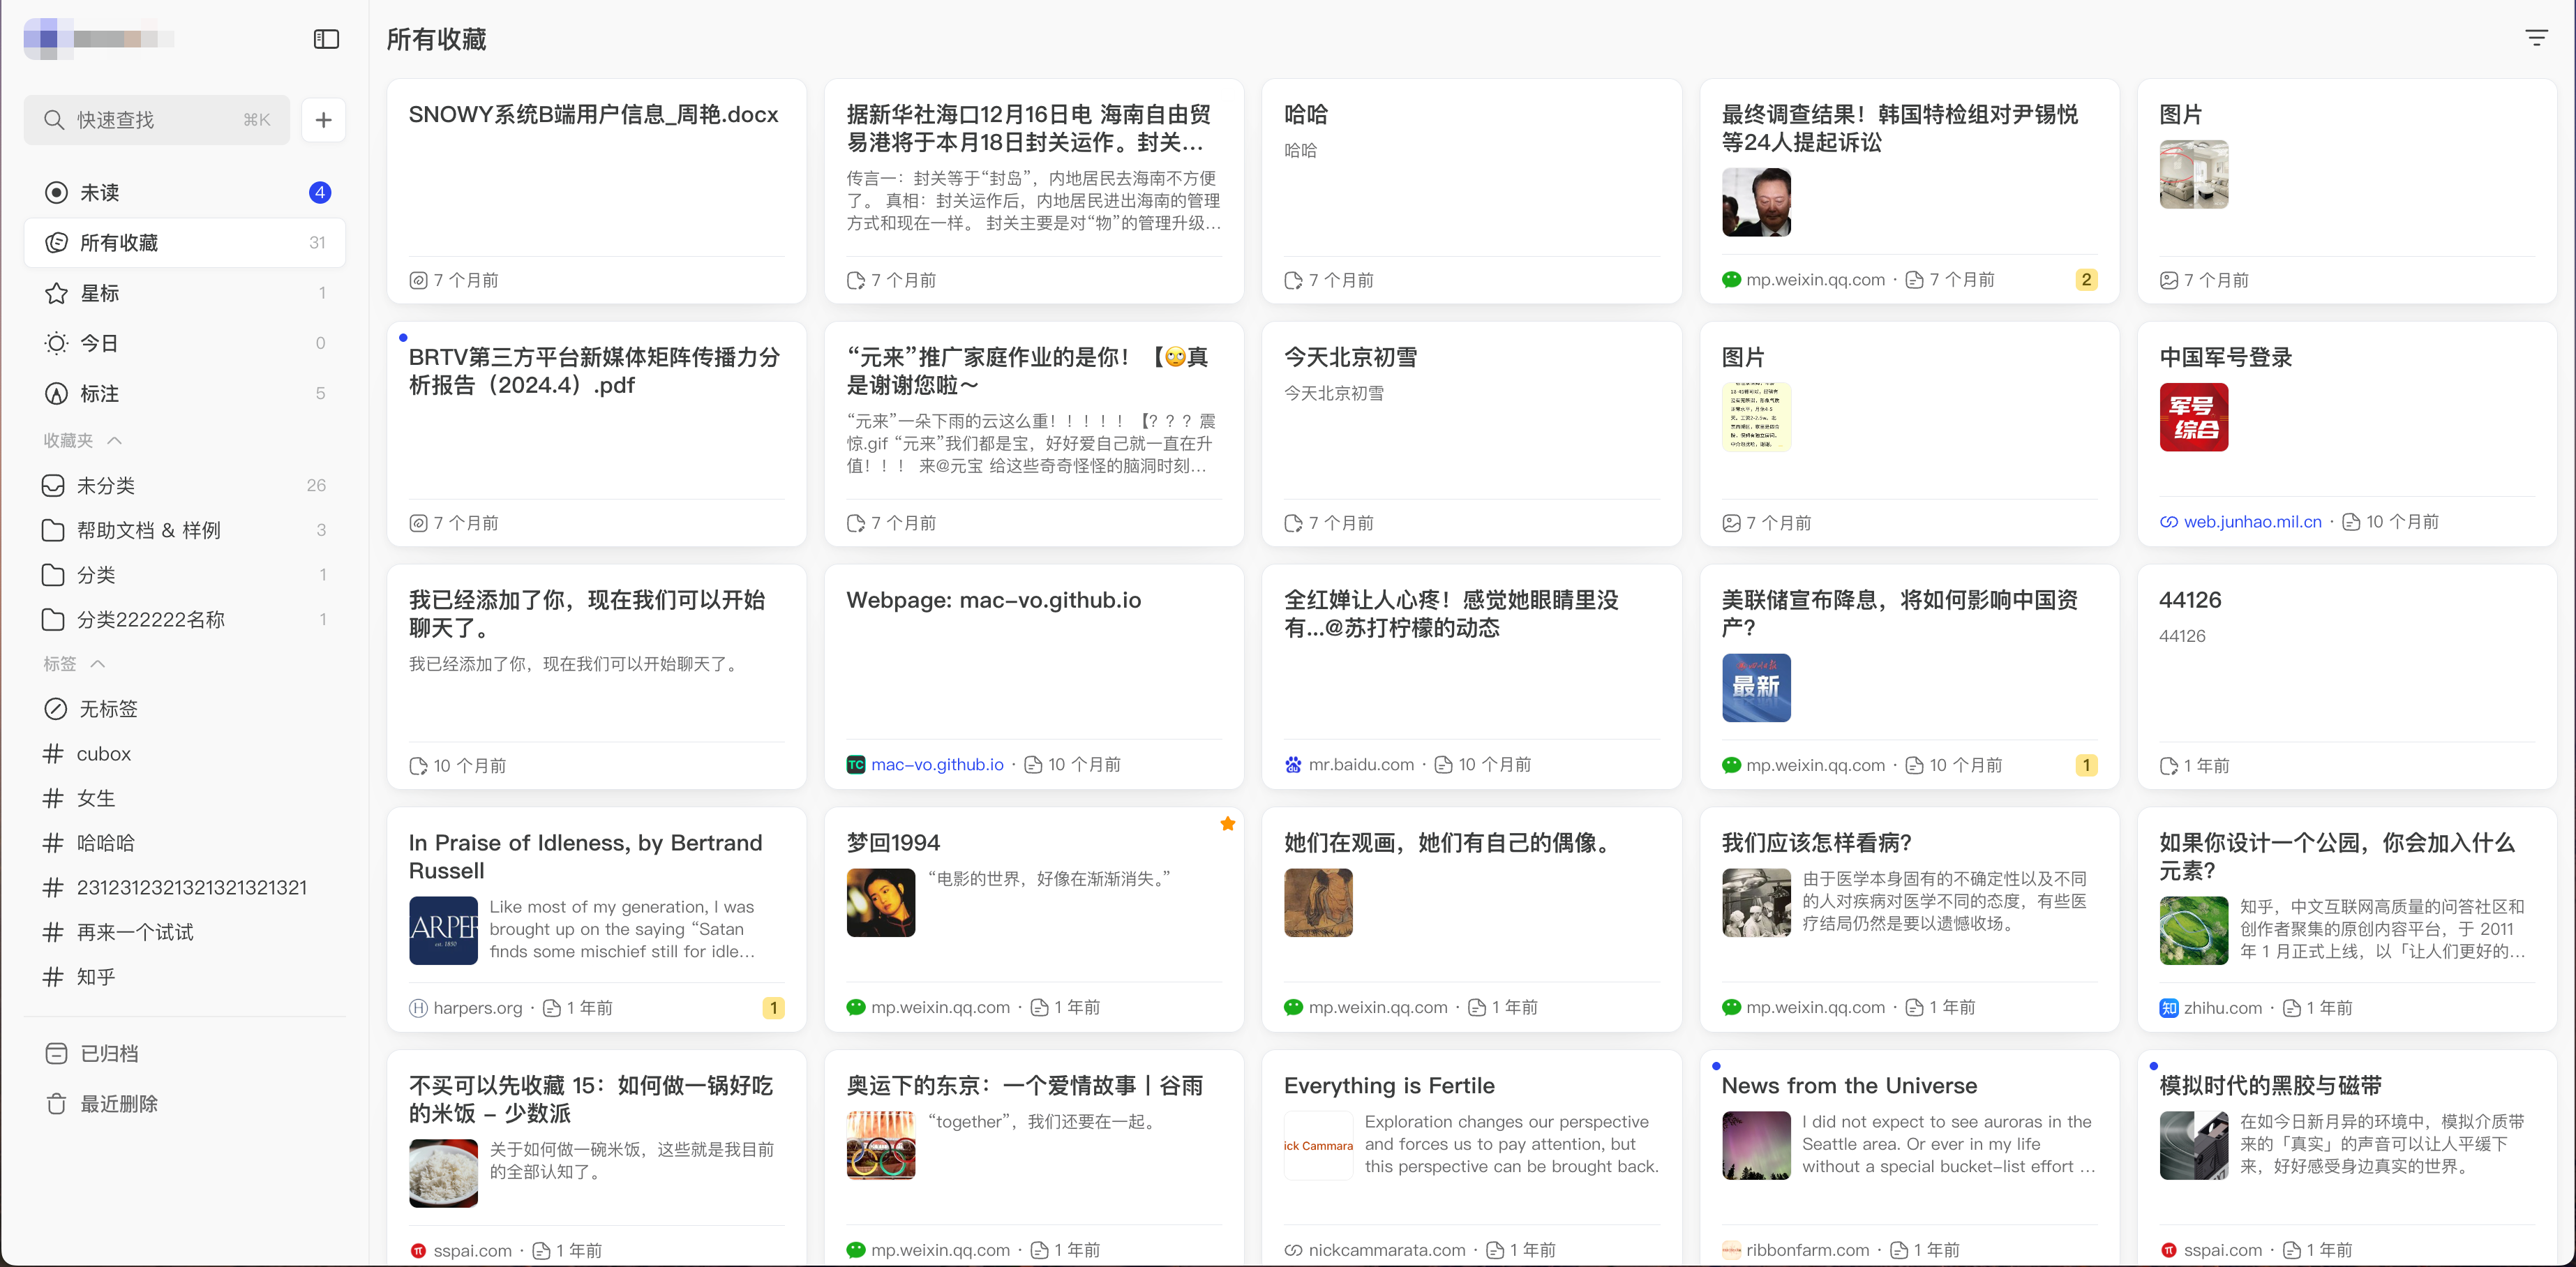 所有收藏
快速查找 ⌘K
未读 4
所有收藏 31
星标 1
今日 0
标注 5
收藏夹
未分类 26
帮助文档 & 样例 3
分类 1
分类222222名称 1
标签
无标签
cubox
女生
哈哈哈
2312312321321321321321
再来一个试试
知乎
已归档
最近删除
SNOWY系统B端用户信息_周艳.docx
7 个月前
据新华社海口12月16日电 海南自由贸
易港将于本月18日封关运作。封关...
传言一：封关等于“封岛”，内地居民去海南不方便
了。 真相：封关运作后，内地居民进出海南的管理
方式和现在一样。 封关主要是对“物”的管理升级...
7 个月前
哈哈
哈哈
7 个月前
最终调查结果！韩国特检组对尹锡悦
等24人提起诉讼
mp.weixin.qq.com · 7 个月前 2
图片
7 个月前
BRTV第三方平台新媒体矩阵传播力分
析报告（2024.4）.pdf
7 个月前
“元来”推广家庭作业的是你！【🙄真
是谢谢您啦～
“元来”一朵下雨的云这么重！！！！！【？？？震
惊.gif “元来”我们都是宝，好好爱自己就一直在升
值！！！ 来@元宝 给这些奇奇怪怪的脑洞时刻...
7 个月前
今天北京初雪
今天北京初雪
7 个月前
图片
7 个月前
中国军号登录
军号
综合
web.junhao.mil.cn · 10 个月前
我已经添加了你，现在我们可以开始
聊天了。
我已经添加了你，现在我们可以开始聊天了。
10 个月前
Webpage: mac-vo.github.io
TC mac-vo.github.io · 10 个月前
全红婵让人心疼！感觉她眼睛里没
有...@苏打柠檬的动态
mr.baidu.com · 10 个月前
美联储宣布降息，将如何影响中国资
产？
最新
mp.weixin.qq.com · 10 个月前 1
44126
44126
1 年前
In Praise of Idleness, by Bertrand
Russell
ARPER
est. 1850
Like most of my generation, I was
brought up on the saying “Satan
finds some mischief still for idle...
H harpers.org · 1 年前 1
梦回1994
“电影的世界，好像在渐渐消失。”
mp.weixin.qq.com · 1 年前
她们在观画，她们有自己的偶像。
mp.weixin.qq.com · 1 年前
我们应该怎样看病？
由于医学本身固有的不确定性以及不同
的人对疾病对医学不同的态度，有些医
疗结局仍然是要以遗憾收场。
mp.weixin.qq.com · 1 年前
如果你设计一个公园，你会加入什么
元素？
知乎，中文互联网高质量的问答社区和
创作者聚集的原创内容平台，于 2011
年 1 月正式上线，以「让人们更好的...
知 zhihu.com · 1 年前
不买可以先收藏 15：如何做一锅好吃
的米饭 - 少数派
关于如何做一碗米饭，这些就是我目前
的全部认知了。
π sspai.com · 1 年前
奥运下的东京：一个爱情故事丨谷雨
“together”，我们还要在一起。
mp.weixin.qq.com · 1 年前
Everything is Fertile
ick Cammara
Exploration changes our perspective
and forces us to pay attention, but
this perspective can be brought back.
nickcammarata.com · 1 年前
News from the Universe
I did not expect to see auroras in the
Seattle area. Or ever in my life
without a special bucket-list effort ...
ribbonfarm.com · 1 年前
模拟时代的黑胶与磁带
在如今日新月异的环境中，模拟介质带
来的「真实」的声音可以让人平缓下
来，好好感受身边真实的世界。
π sspai.com · 1 年前